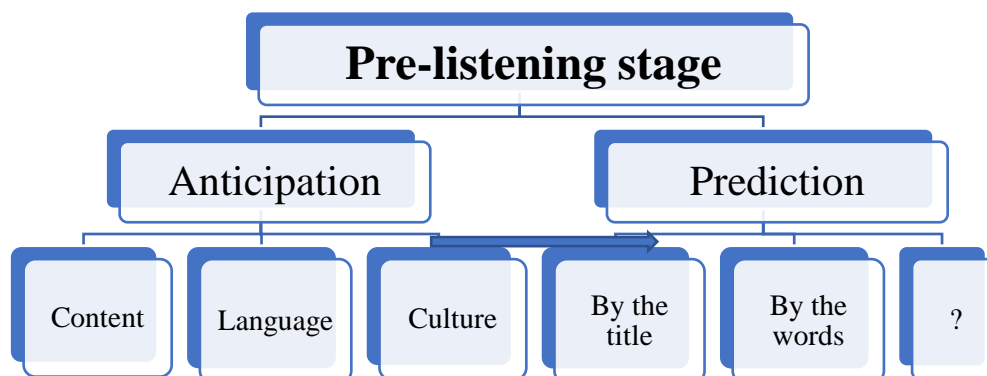 Pre-listening stage
Anticipation
Prediction
Content
Language
Culture
By the
title
By the
words
?